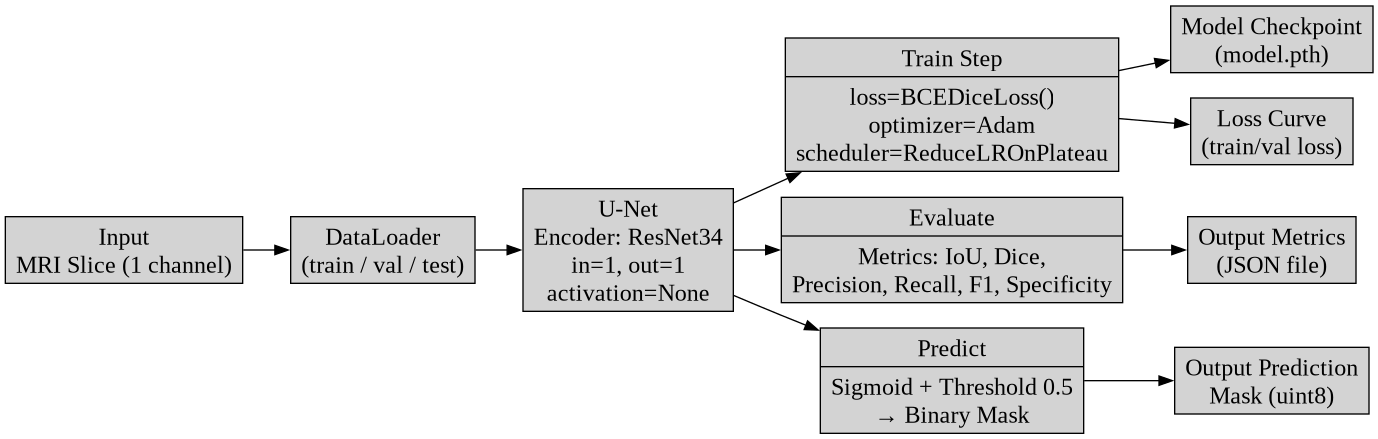 Input
MRI Slice (1 channel)
DataLoader
(train / val / test)
U-Net
Encoder: ResNet34
in=1, out=1
activation=None
Train Step
loss=BCEDiceLoss()
optimizer=Adam
scheduler=ReduceLROnPlateau
Model Checkpoint
(model.pth)
Loss Curve
(train/val loss)
Evaluate
Metrics: IoU, Dice,
Precision, Recall, F1, Specificity
Output Metrics
(JSON file)
Predict
Sigmoid + Threshold 0.5
→ Binary Mask
Output Prediction
Mask (uint8)